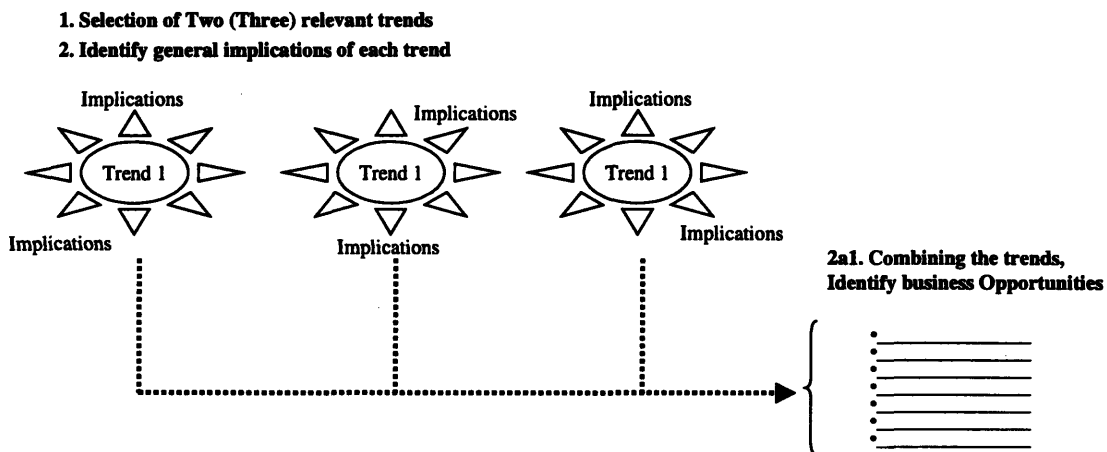 1. Selection of Two (Three) relevant trends
2. Identify general implications of each trend
Implications
Implications
Implications
Trend 1
Trend 1
Trend 1
Implications
Implications
Implications
2a1. Combining the trends,
Identify business Opportunities